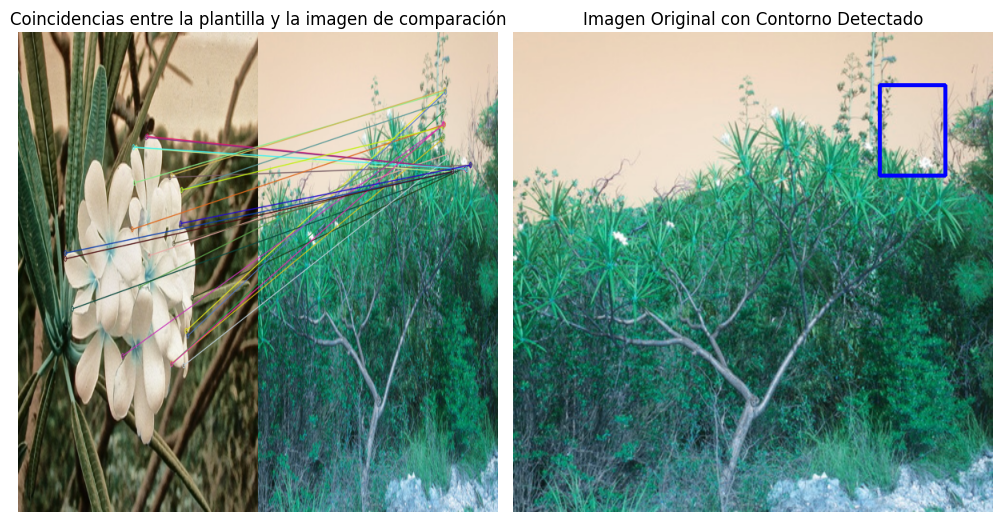 Coincidencias entre la plantilla y la imagen de comparación
Imagen Original con Contorno Detectado